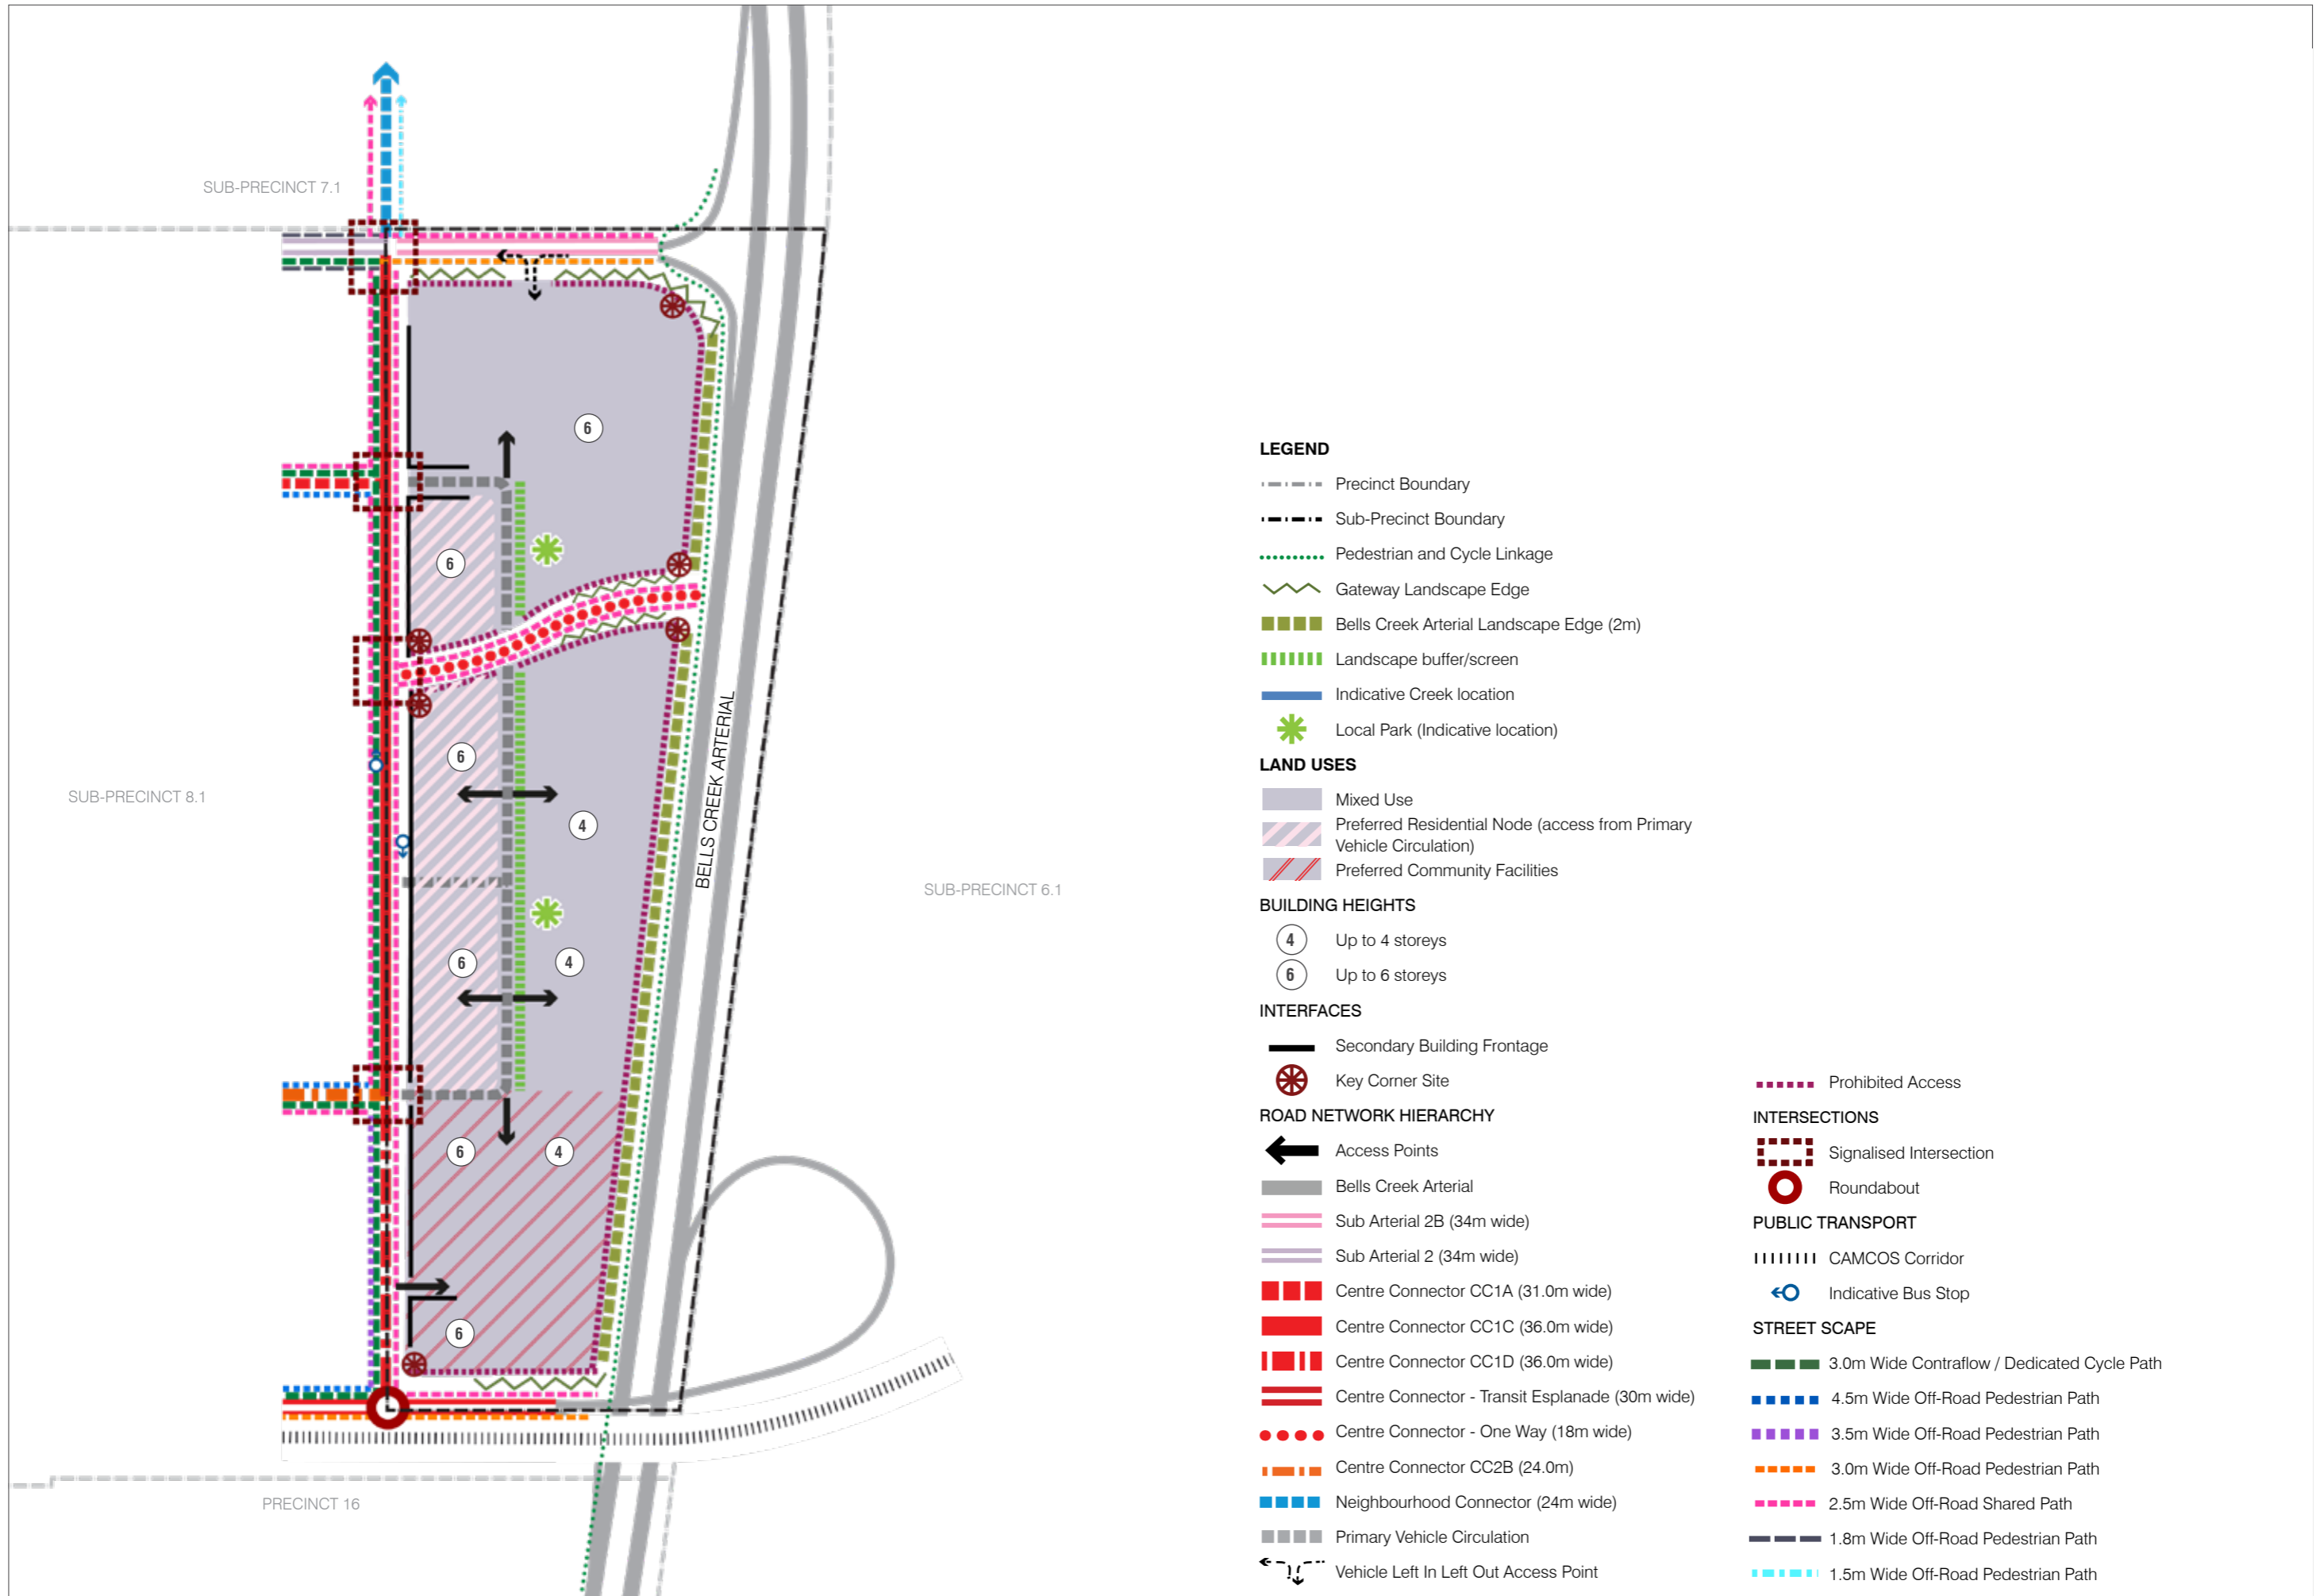 SUB-PRECINCT 7.1
6
6
6
SUB-PRECINCT 8.1
4
BELLS CREEK ARTERIAL
SUB-PRECINCT 6.1
6
4
6
4
6
PRECINCT 16
LEGEND
Precinct Boundary
Sub-Precinct Boundary
Pedestrian and Cycle Linkage
Gateway Landscape Edge
Bells Creek Arterial Landscape Edge (2m)
Landscape buffer/screen
Indicative Creek location
Local Park (Indicative location)
LAND USES
Mixed Use
Preferred Residential Node (access from Primary
Vehicle Circulation)
Preferred Community Facilities
BUILDING HEIGHTS
4 Up to 4 storeys
6 Up to 6 storeys
INTERFACES
Secondary Building Frontage
Key Corner Site
ROAD NETWORK HIERARCHY
Access Points
Bells Creek Arterial
Sub Arterial 2B (34m wide)
Sub Arterial 2 (34m wide)
Centre Connector CC1A (31.0m wide)
Centre Connector CC1C (36.0m wide)
Centre Connector CC1D (36.0m wide)
Centre Connector - Transit Esplanade (30m wide)
Centre Connector - One Way (18m wide)
Centre Connector CC2B (24.0m)
Neighbourhood Connector (24m wide)
Primary Vehicle Circulation
Vehicle Left In Left Out Access Point
Prohibited Access
INTERSECTIONS
Signalised Intersection
Roundabout
PUBLIC TRANSPORT
CAMCOS Corridor
Indicative Bus Stop
STREET SCAPE
3.0m Wide Contraflow / Dedicated Cycle Path
4.5m Wide Off-Road Pedestrian Path
3.5m Wide Off-Road Pedestrian Path
3.0m Wide Off-Road Pedestrian Path
2.5m Wide Off-Road Shared Path
1.8m Wide Off-Road Pedestrian Path
1.5m Wide Off-Road Pedestrian Path